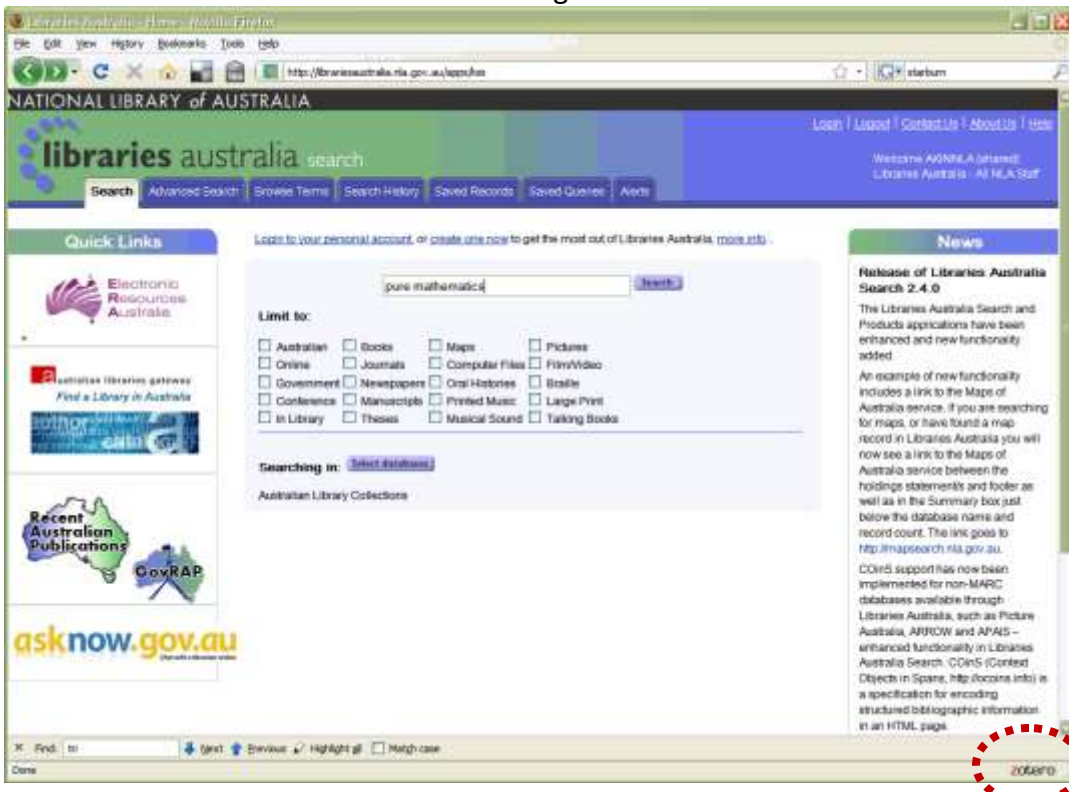 Libraries Australia - Home - Mozilla Firefox
File Edit View History Bookmarks Tools Help
http://librariesaustralia.nla.gov.au/apps/kss
starburn
NATIONAL LIBRARY of AUSTRALIA
Login | Logout | Contact Us | About Us | Help
libraries australia search
Welcome AKINNLA (shared):
Libraries Australia - All NLA Staff
Search Advanced Search Browse Terms Search History Saved Records Saved Queries Alerts
Quick Links
Electronic
Resources
Australia
australian libraries gateway
Find a Library in Australia
Recent
Australian
Publications
GovRAP
asknow.gov.au
Login to your personal account, or create one now to get the most out of Libraries Australia, more info.
pure mathematics Search
Limit to:
Australian Books Maps Pictures
Online Journals Computer Files Film/Video
Government Newspapers Oral Histories Braille
Conference Manuscripts Printed Music Large Print
In Library Theses Musical Sound Talking Books
Searching in: Select databases
Australian Library Collections
News
Release of Libraries Australia
Search 2.4.0
The Libraries Australia Search and
Products applications have been
enhanced and new functionality
added.
An example of new functionality
includes a link to the Maps of
Australia service. If you are searching
for maps, or have found a map
record in Libraries Australia you will
now see a link to the Maps of
Australia service between the
holdings statements and footer as
well as in the Summary box just
below the database name and
record count. The link goes to
http://mapsearch.nla.gov.au.
COinS support has now been
implemented for non-MARC
databases available through
Libraries Australia, such as Picture
Australia, ARROW and APAIS –
enhanced functionality in Libraries
Australia Search. COinS (Context
Objects in Spans, http://ocoins.info) is
a specification for encoding
structured bibliographic information
in an HTML page.
Find: Next Previous Highlight all Match case
Done
zotero